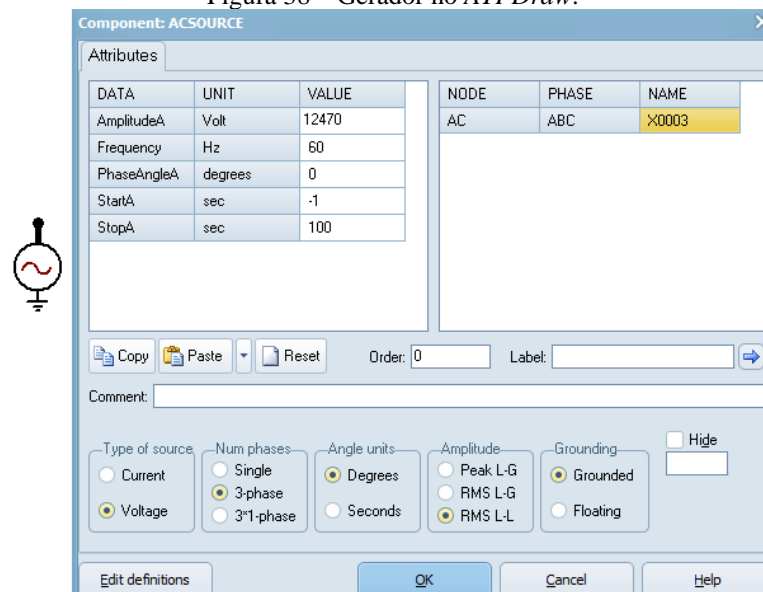 Figura 38 – Gerador no ATPDraw.
Component: ACSOURCE
Attributes
DATA UNIT VALUE NODE PHASE NAME
AmplitudeA Volt 12470 AC ABC X0003
Frequency Hz 60
PhaseAngleA degrees 0
StartA sec -1
StopA sec 100
Copy Paste Reset Order: 0 Label:
Comment:
Type of source Num phases Angle units Amplitude Grounding Hide
Current Single Degrees Peak L-G Grounded
3-phase RMS L-G
Voltage 3*1-phase Seconds RMS L-L Floating
Edit definitions OK Cancel Help